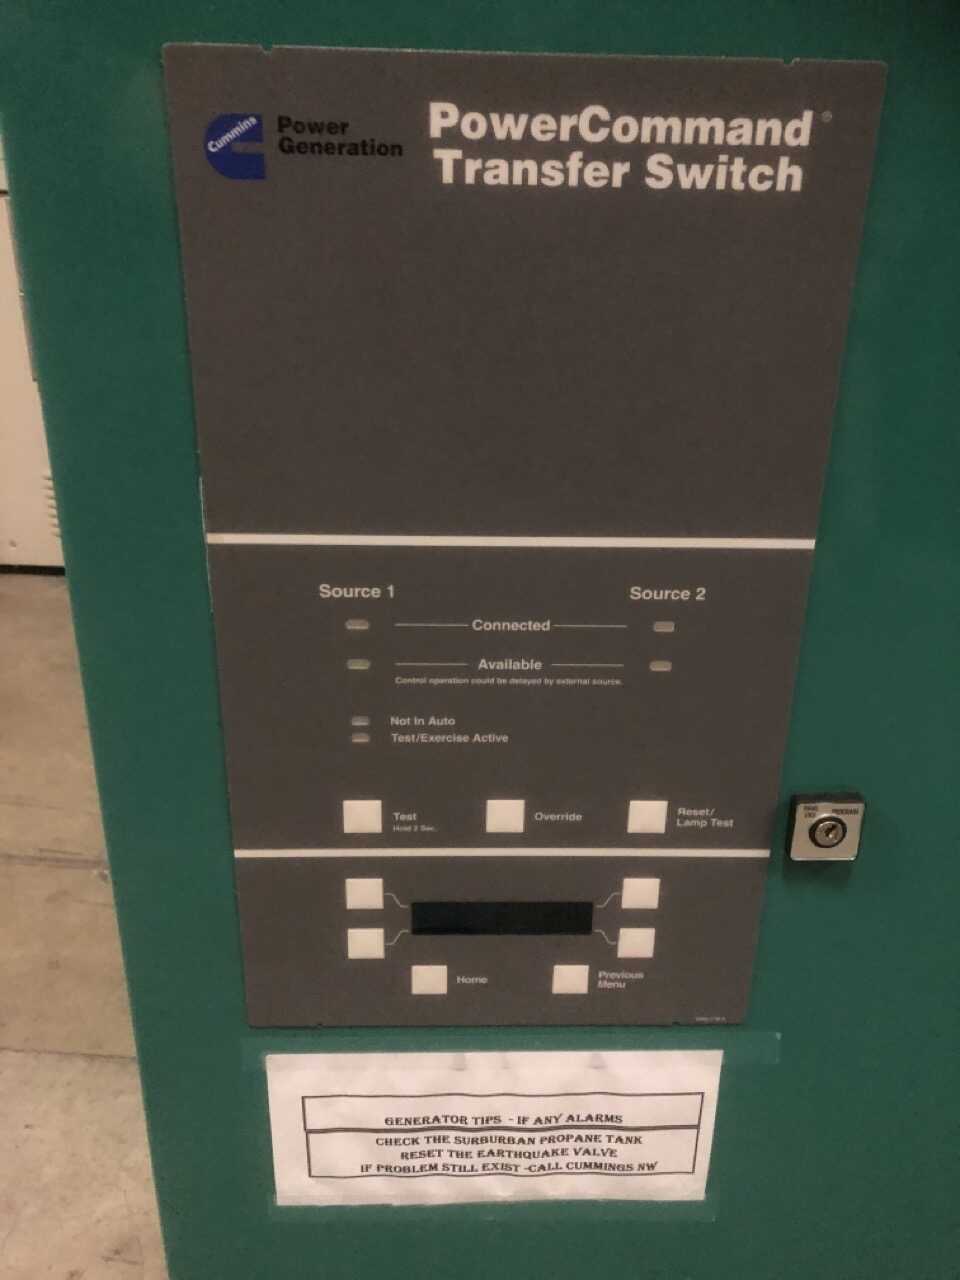 Cummins
Power
Generation
PowerCommand®
Transfer Switch
Source 1
Source 2
Connected
Available
Control operation could be delayed by external source.
Not In Auto
Test/Exercise Active
Test
Hold 2 Sec.
Override
Reset/
Lamp Test
PROGRAM
Home
Previous
Menu
GENERATOR TIPS - IF ANY ALARMS
CHECK THE SURBURBAN PROPANE TANK
RESET THE EARTHQUAKE VALVE
IF PROBLEM STILL EXIST -CALL CUMMINGS NW